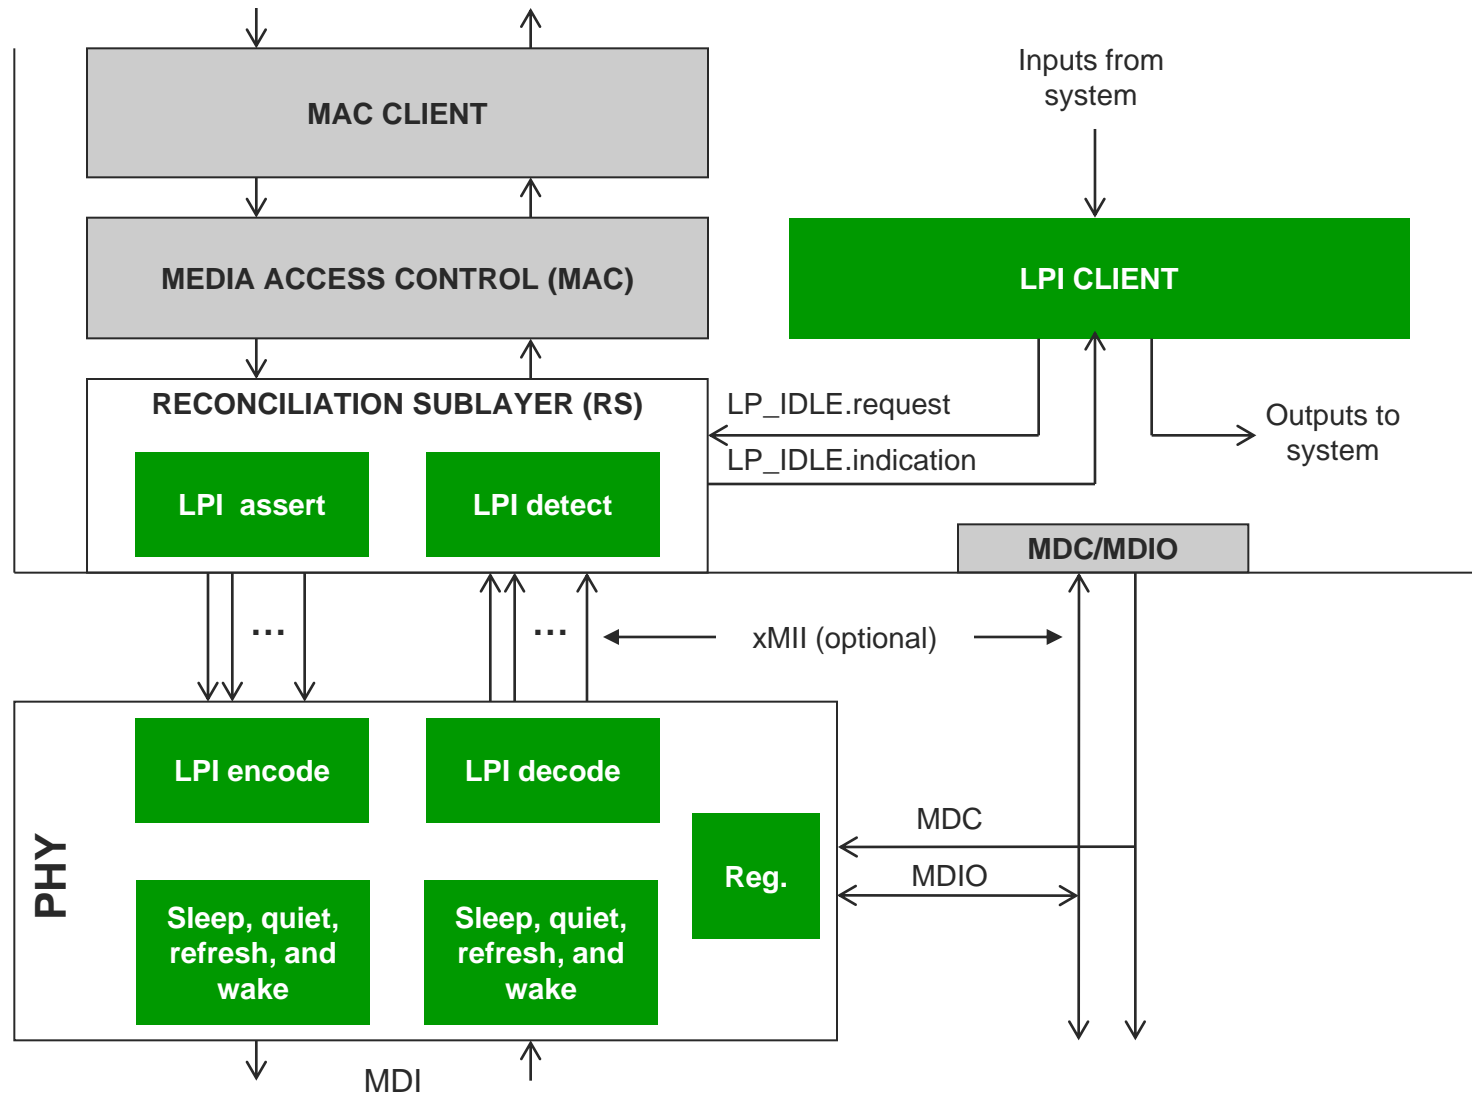 MAC CLIENT
Inputs from
system
MEDIA ACCESS CONTROL (MAC)
LPI CLIENT
RECONCILIATION SUBLAYER (RS)
LP_IDLE.request
LP_IDLE.indication
Outputs to
system
LPI assert
LPI detect
MDC/MDIO
...
...
xMII (optional)
PHY
LPI encode
LPI decode
Reg.
MDC
MDIO
Sleep, quiet,
refresh, and
wake
Sleep, quiet,
refresh, and
wake
MDI